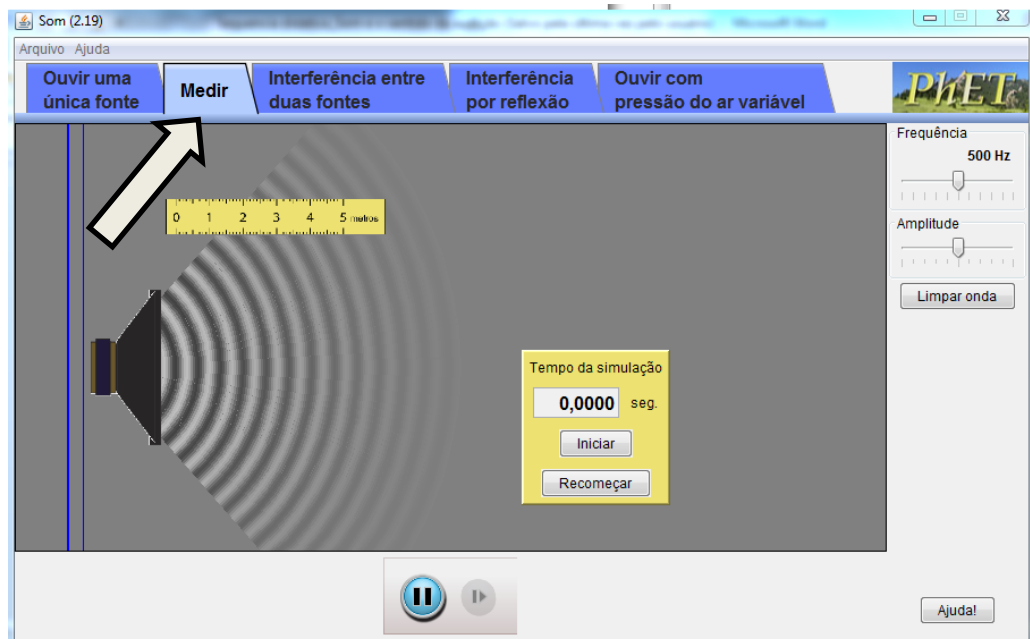 Som (2.19)
Arquivo Ajuda
Ouvir uma
única fonte
Medir
Interferência entre
duas fontes
Interferência
por reflexão
Ouvir com
pressão do ar variável
PhET
Frequência
500 Hz
Amplitude
Limpar onda
0 1 2 3 4 5 metros
Tempo da simulação
0,0000 seg.
Iniciar
Recomeçar
Ajuda!